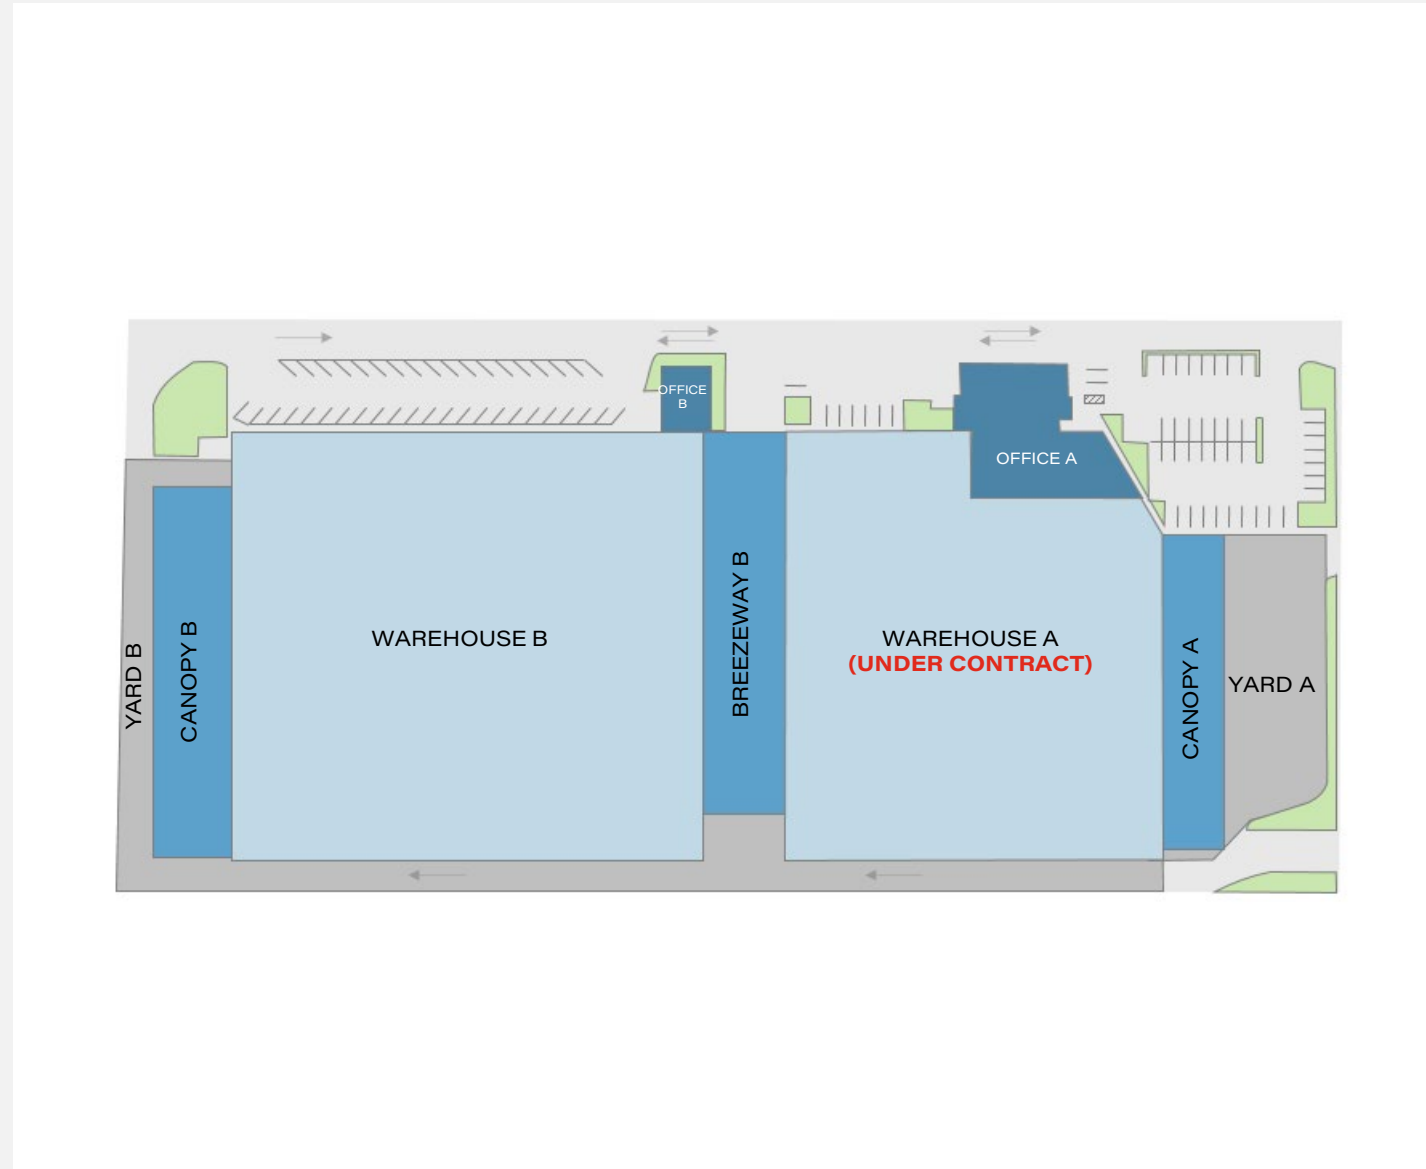 OFFICE
B
OFFICE A
YARD B
CANOPY B
WAREHOUSE B
BREEZEWAY B
WAREHOUSE A
(UNDER CONTRACT)
CANOPY A
YARD A